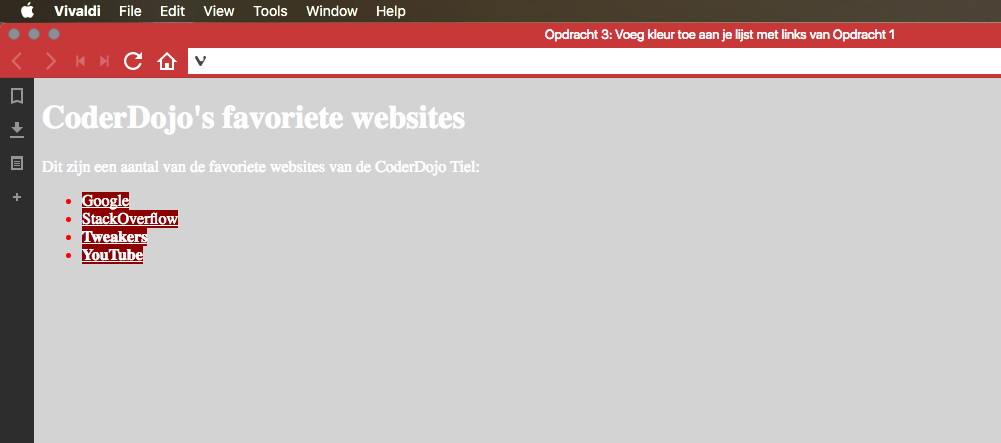 Vivaldi File Edit View Tools Window Help
Opdracht 3: Voeg kleur toe aan je lijst met links van Opdracht 1
CoderDojo's favoriete websites
Dit zijn een aantal van de favoriete websites van de CoderDojo Tiel:
Google
StackOverflow
Tweakers
YouTube